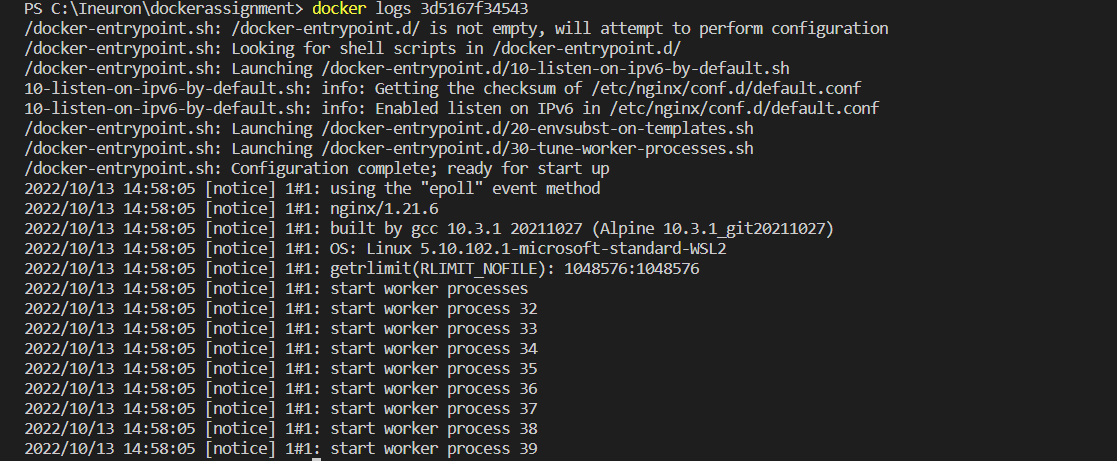 PS C:\Ineuron\dockerassignment> docker logs 3d5167f34543
/docker-entrypoint.sh: /docker-entrypoint.d/ is not empty, will attempt to perform configuration
/docker-entrypoint.sh: Looking for shell scripts in /docker-entrypoint.d/
/docker-entrypoint.sh: Launching /docker-entrypoint.d/10-listen-on-ipv6-by-default.sh
10-listen-on-ipv6-by-default.sh: info: Getting the checksum of /etc/nginx/conf.d/default.conf
10-listen-on-ipv6-by-default.sh: info: Enabled listen on IPv6 in /etc/nginx/conf.d/default.conf
/docker-entrypoint.sh: Launching /docker-entrypoint.d/20-envsubst-on-templates.sh
/docker-entrypoint.sh: Launching /docker-entrypoint.d/30-tune-worker-processes.sh
/docker-entrypoint.sh: Configuration complete; ready for start up
2022/10/13 14:58:05 [notice] 1#1: using the "epoll" event method
2022/10/13 14:58:05 [notice] 1#1: nginx/1.21.6
2022/10/13 14:58:05 [notice] 1#1: built by gcc 10.3.1 20211027 (Alpine 10.3.1_git20211027)
2022/10/13 14:58:05 [notice] 1#1: OS: Linux 5.10.102.1-microsoft-standard-WSL2
2022/10/13 14:58:05 [notice] 1#1: getrlimit(RLIMIT_NOFILE): 1048576:1048576
2022/10/13 14:58:05 [notice] 1#1: start worker processes
2022/10/13 14:58:05 [notice] 1#1: start worker process 32
2022/10/13 14:58:05 [notice] 1#1: start worker process 33
2022/10/13 14:58:05 [notice] 1#1: start worker process 34
2022/10/13 14:58:05 [notice] 1#1: start worker process 35
2022/10/13 14:58:05 [notice] 1#1: start worker process 36
2022/10/13 14:58:05 [notice] 1#1: start worker process 37
2022/10/13 14:58:05 [notice] 1#1: start worker process 38
2022/10/13 14:58:05 [notice] 1#1: start worker process 39